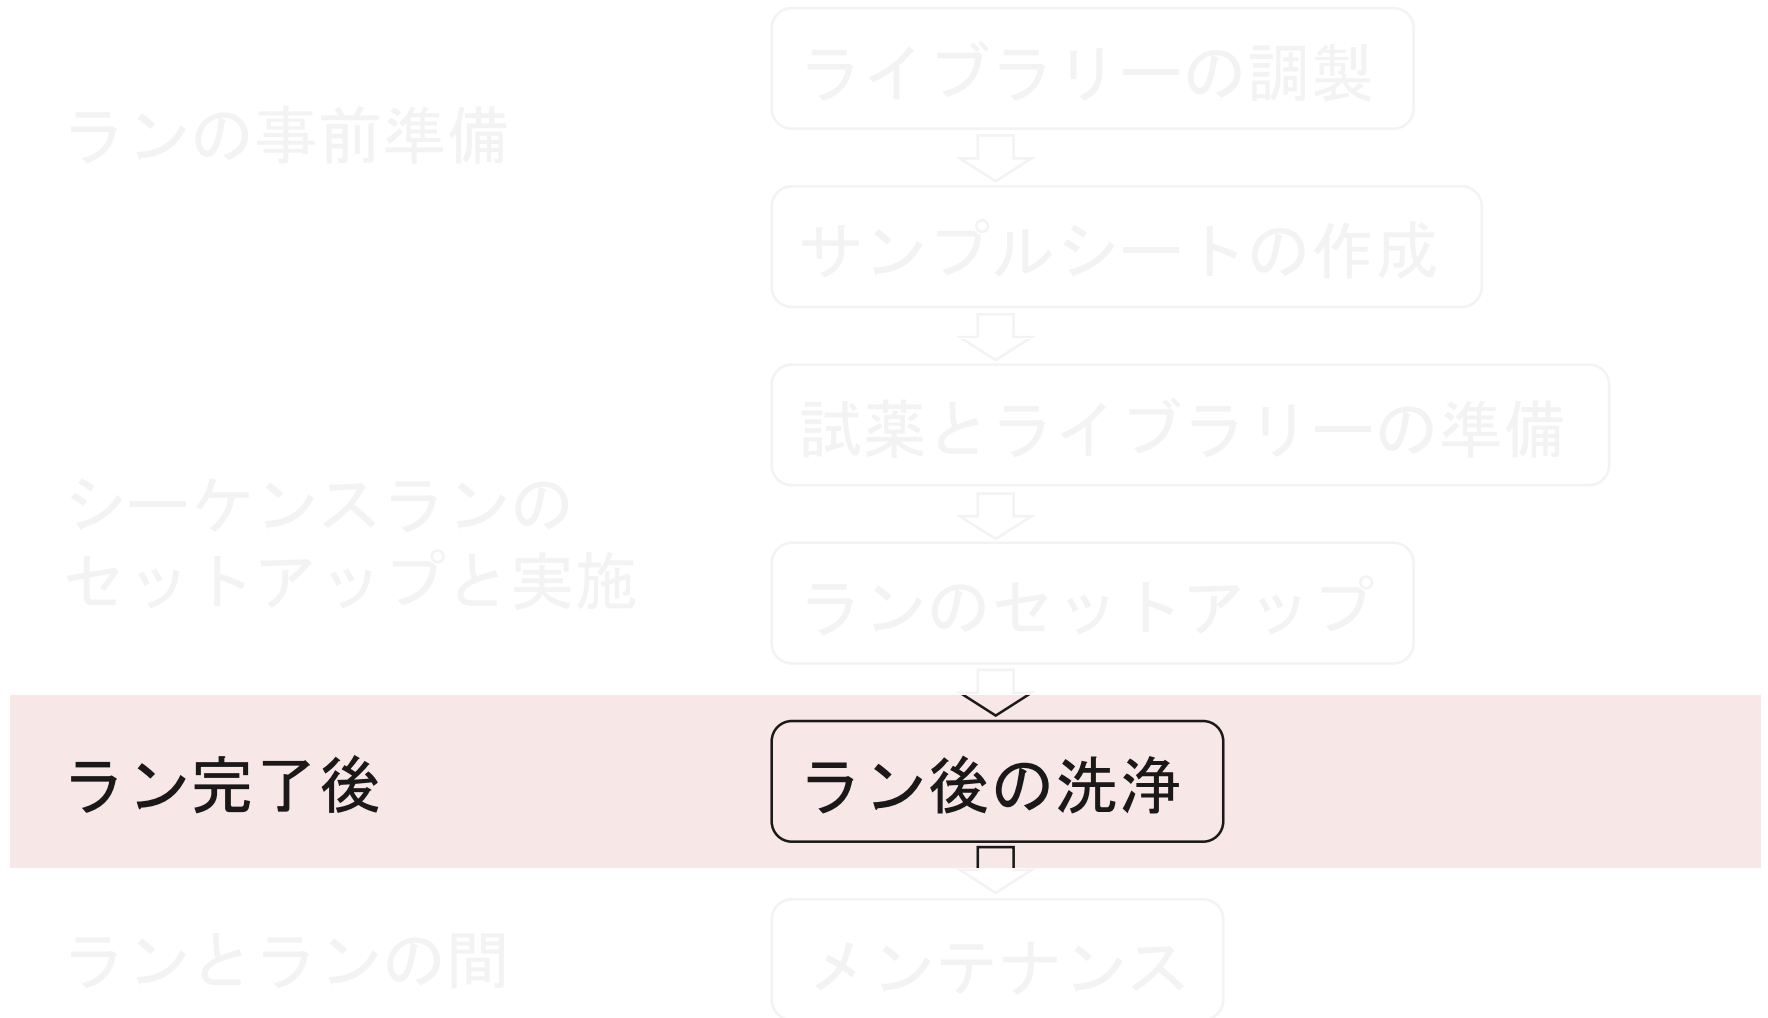 ライブラリーの調製
ランの事前準備
サンプルシートの作成
試薬とライブラリーの準備
シーケンスランの
セットアップと実施
ランのセットアップ
ラン完了後
ラン後の洗浄
ランとランの間
メンテナンス